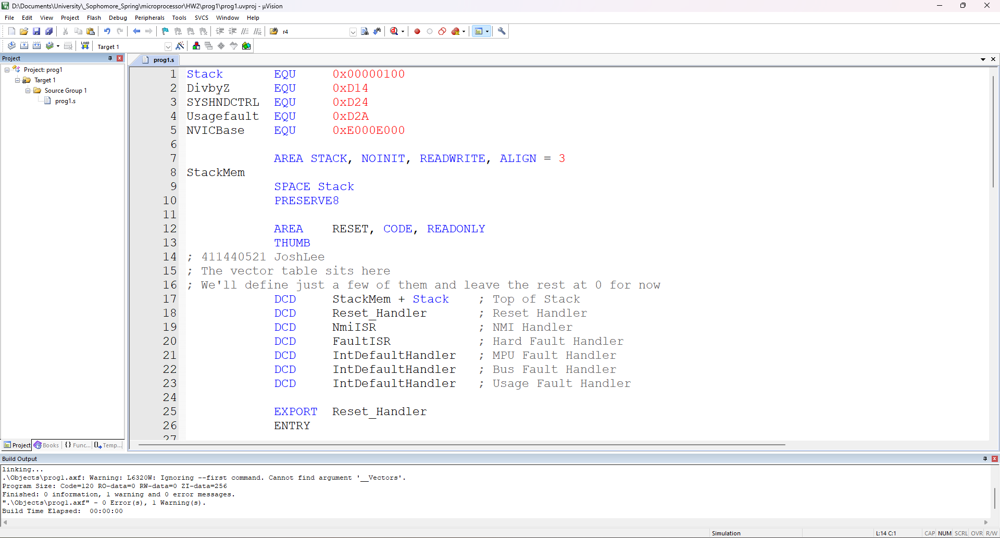 D:\Documents\University\_Sophomore_Spring\microprocessor\HW2\prog1\prog1.uvproj - µVision
File Edit View Project Flash Debug Peripherals Tools SVCS Window Help
r4
LOAD Target 1
Project
prog1.s
Project: prog1
Target 1
Source Group 1
prog1.s
1 Stack EQU 0x00000100
2 DivbyZ EQU 0xD14
3 SYSHNDCTRL EQU 0xD24
4 Usagefault EQU 0xD2A
5 NVICBase EQU 0xE000E000
6
7 AREA STACK, NOINIT, READWRITE, ALIGN = 3
8 StackMem
9 SPACE Stack
10 PRESERVE8
11
12 AREA RESET, CODE, READONLY
13 THUMB
14 ; 411440521 JoshLee
15 ; The vector table sits here
16 ; We'll define just a few of them and leave the rest at 0 for now
17 DCD StackMem + Stack ; Top of Stack
18 DCD Reset_Handler ; Reset Handler
19 DCD NmiISR ; NMI Handler
20 DCD FaultISR ; Hard Fault Handler
21 DCD IntDefaultHandler ; MPU Fault Handler
22 DCD IntDefaultHandler ; Bus Fault Handler
23 DCD IntDefaultHandler ; Usage Fault Handler
24
25 EXPORT Reset_Handler
26 ENTRY
27
Project Books {} Func... Temp...
Build Output
linking...
.\Objects\prog1.axf: Warning: L6320W: Ignoring --first command. Cannot find argument '__Vectors'.
Program Size: Code=120 RO-data=0 RW-data=0 ZI-data=256
Finished: 0 information, 1 warning and 0 error messages.
".\Objects\prog1.axf" - 0 Error(s), 1 Warning(s).
Build Time Elapsed: 00:00:00
Simulation L:14 C:1 CAP NUM SCRL OVR R/W